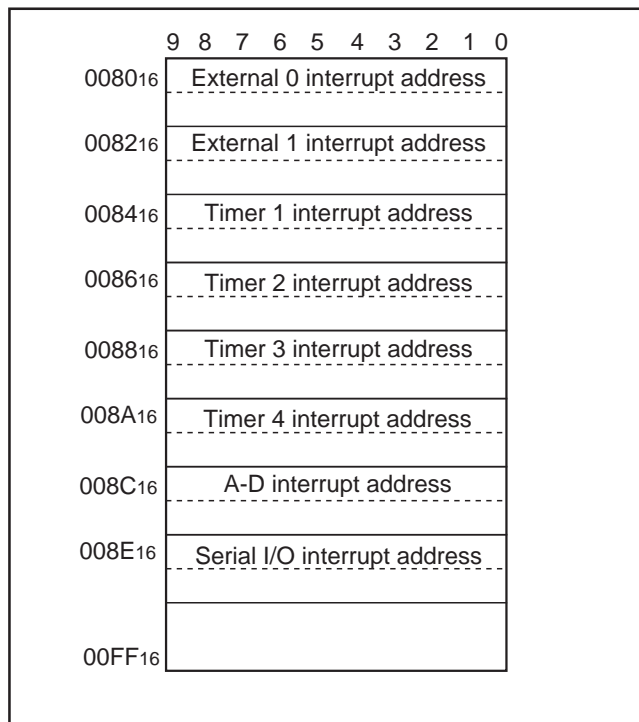 9 8 7 6 5 4 3 2 1 0
008016 External 0 interrupt address
008216 External 1 interrupt address
008416 Timer 1 interrupt address
008616 Timer 2 interrupt address
008816 Timer 3 interrupt address
008A16 Timer 4 interrupt address
008C16 A-D interrupt address
008E16 Serial I/O interrupt address
00FF16